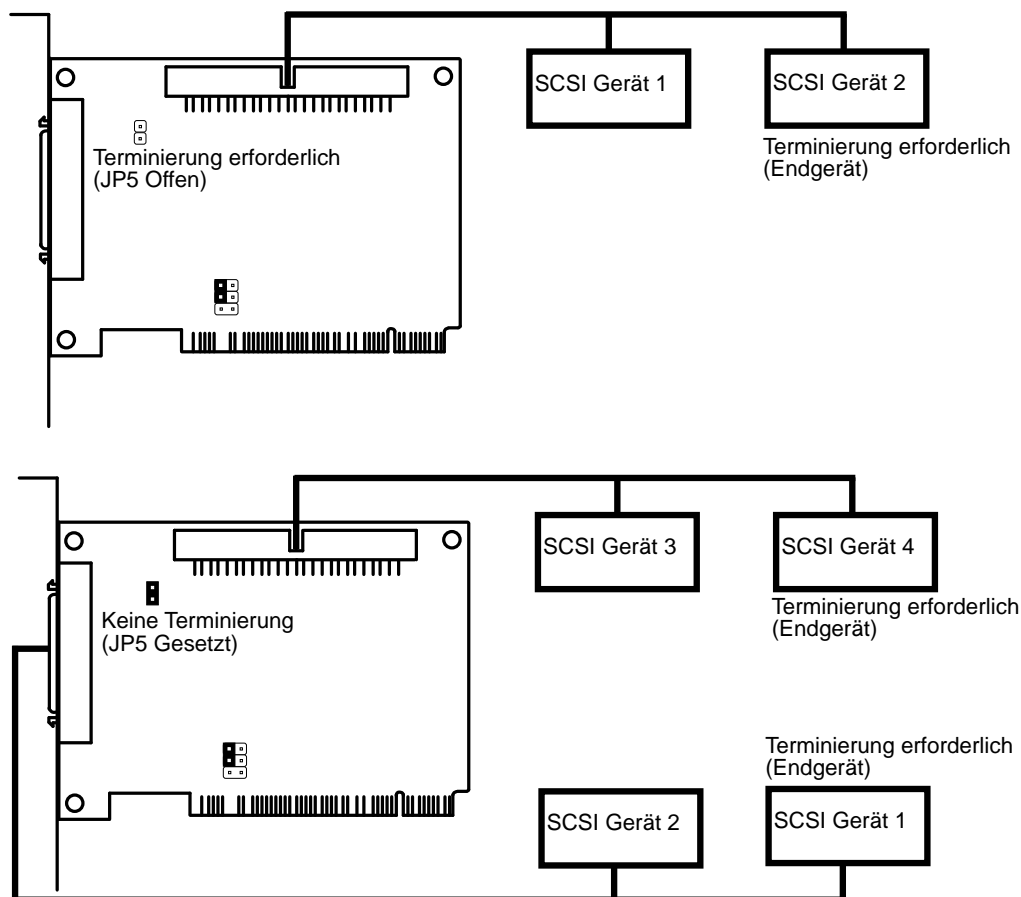 SCSI Gerät 1
SCSI Gerät 2
Terminierung erforderlich
(Endgerät)
Terminierung erforderlich
(JP5 Offen)
SCSI Gerät 3
SCSI Gerät 4
Terminierung erforderlich
(Endgerät)
Keine Terminierung
(JP5 Gesetzt)
Terminierung erforderlich
(Endgerät)
SCSI Gerät 2
SCSI Gerät 1